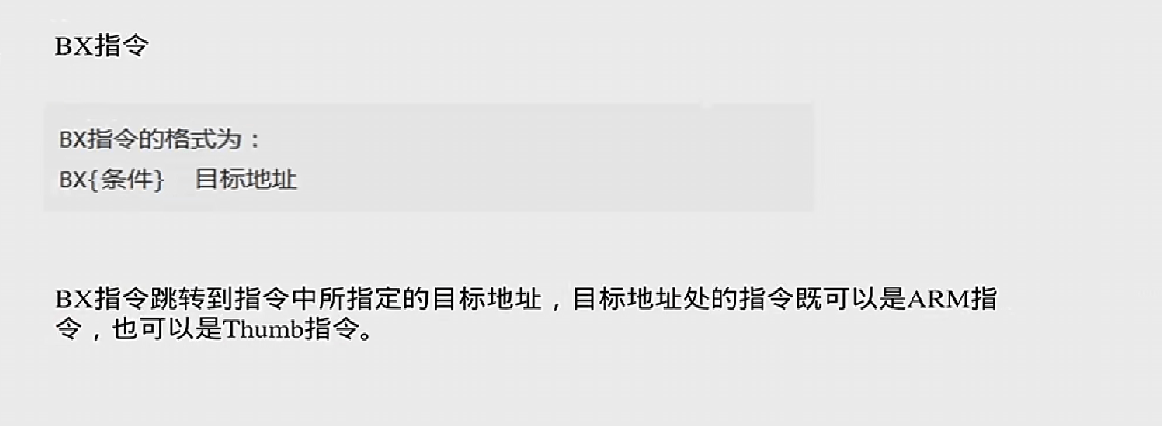 BX指令
BX指令的格式为：
BX{条件}  目标地址
BX指令跳转到指令中所指定的目标地址，目标地址处的指令既可以是ARM指
令，也可以是Thumb指令。